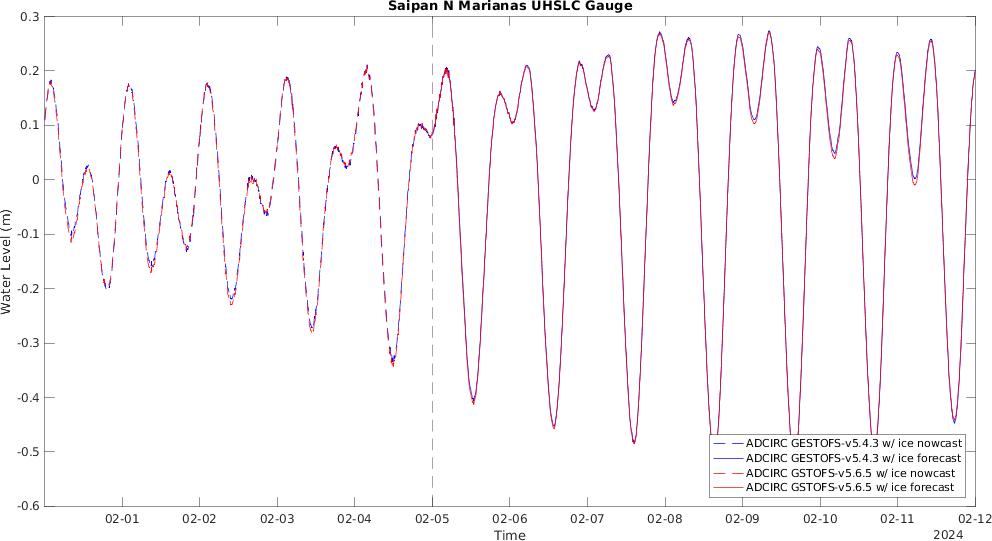 Saipan N Marianas UHSLC Gauge
0.3
0.2
0.1
0
-0.1
-0.2
-0.3
-0.4
-0.5
-0.6
Water Level (m)
ADCIRC GESTOFS-v5.4.3 w/ ice nowcast
ADCIRC GESTOFS-v5.4.3 w/ ice forecast
ADCIRC GSTOFS-v5.6.5 w/ ice nowcast
ADCIRC GSTOFS-v5.6.5 w/ ice forecast
02-01 02-02 02-03 02-04 02-05 02-06 02-07 02-08 02-09 02-10 02-11 02-12
Time
2024